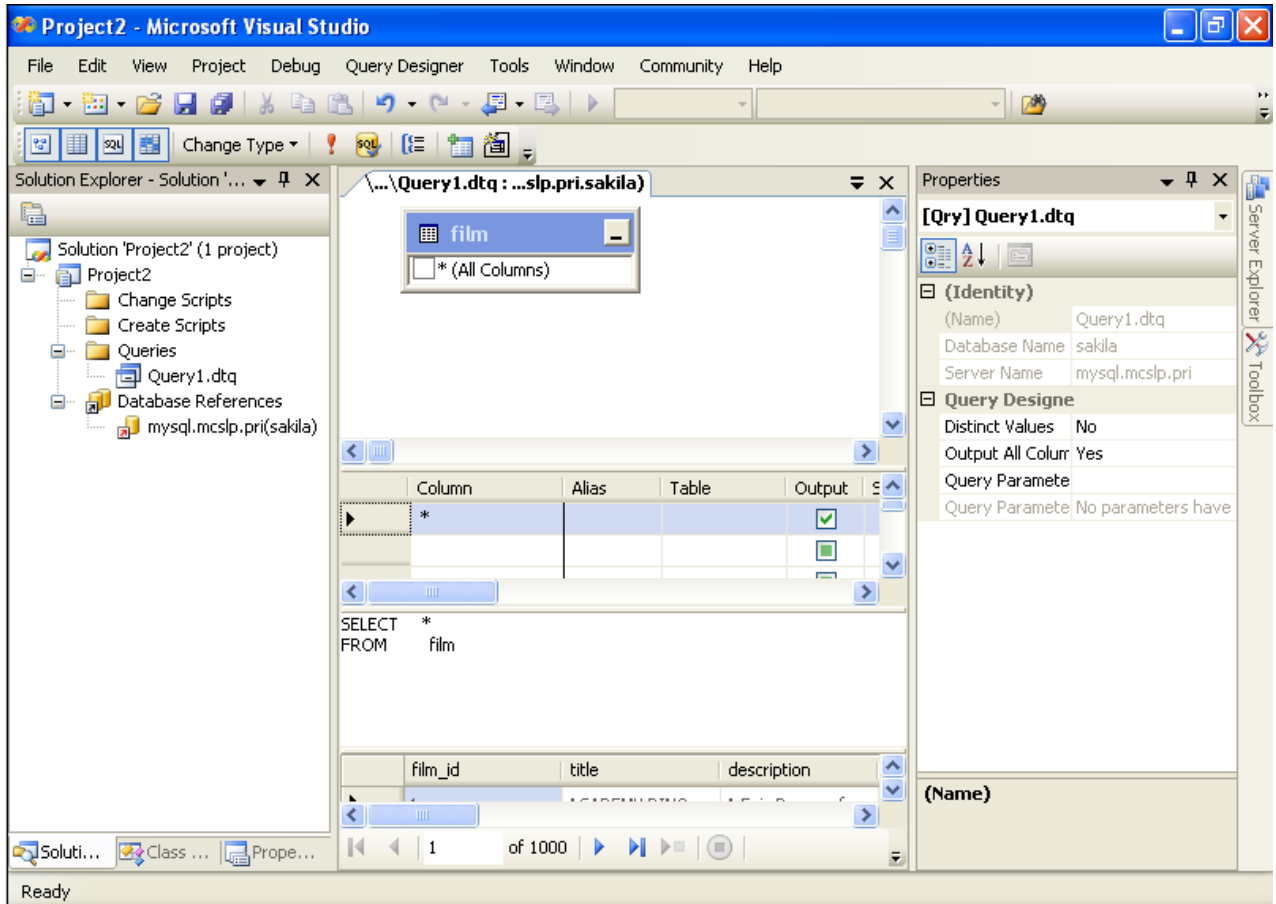 Project2 - Microsoft Visual Studio
File Edit View Project Debug Query Designer Tools Window Community Help
SQL Change Type SQL
Solution Explorer - Solution '...
Solution 'Project2' (1 project)
Project2
Change Scripts
Create Scripts
Queries
Query1.dtq
Database References
mysql.mcslp.pri(sakila)
Soluti... Class ... Prope...
\...\Query1.dtq : ...slp.pri.sakila)
film
* (All Columns)
Column Alias Table Output S
*
SELECT *
FROM film
film_id title description
1 of 1000
Properties
[Qry] Query1.dtq
(Identity)
(Name) Query1.dtq
Database Name sakila
Server Name mysql.mcslp.pri
Query Designe
Distinct Values No
Output All Colum Yes
Query Paramete
Query Paramete No parameters have
(Name)
Server Explorer
Toolbox
Ready